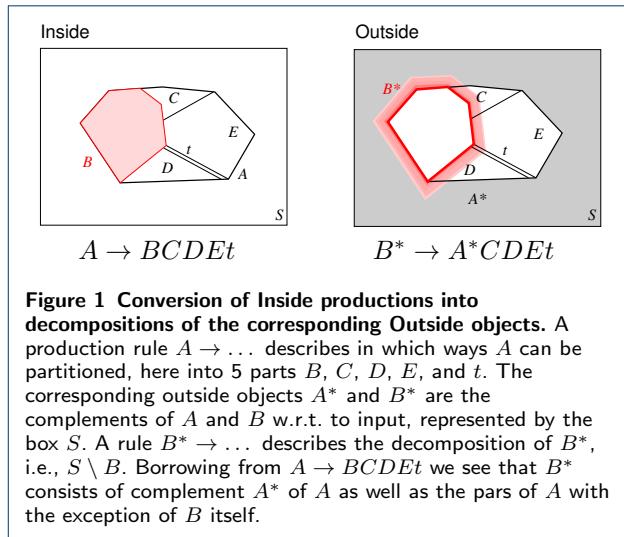 Inside
C
E
B
t
D
A
S
A → BCDEt
Outside
B*
C
E
t
D
A*
S
B* → A*CDEt
Figure 1 Conversion of Inside productions into
decompositions of the corresponding Outside objects. A
production rule A → ... describes in which ways A can be
partitioned, here into 5 parts B, C, D, E, and t. The
corresponding outside objects A* and B* are the
complements of A and B w.r.t. to input, represented by the
box S. A rule B* → ... describes the decomposition of B*,
i.e., S \ B. Borrowing from A → BCDEt we see that B*
consists of complement A* of A as well as the pars of A with
the exception of B itself.